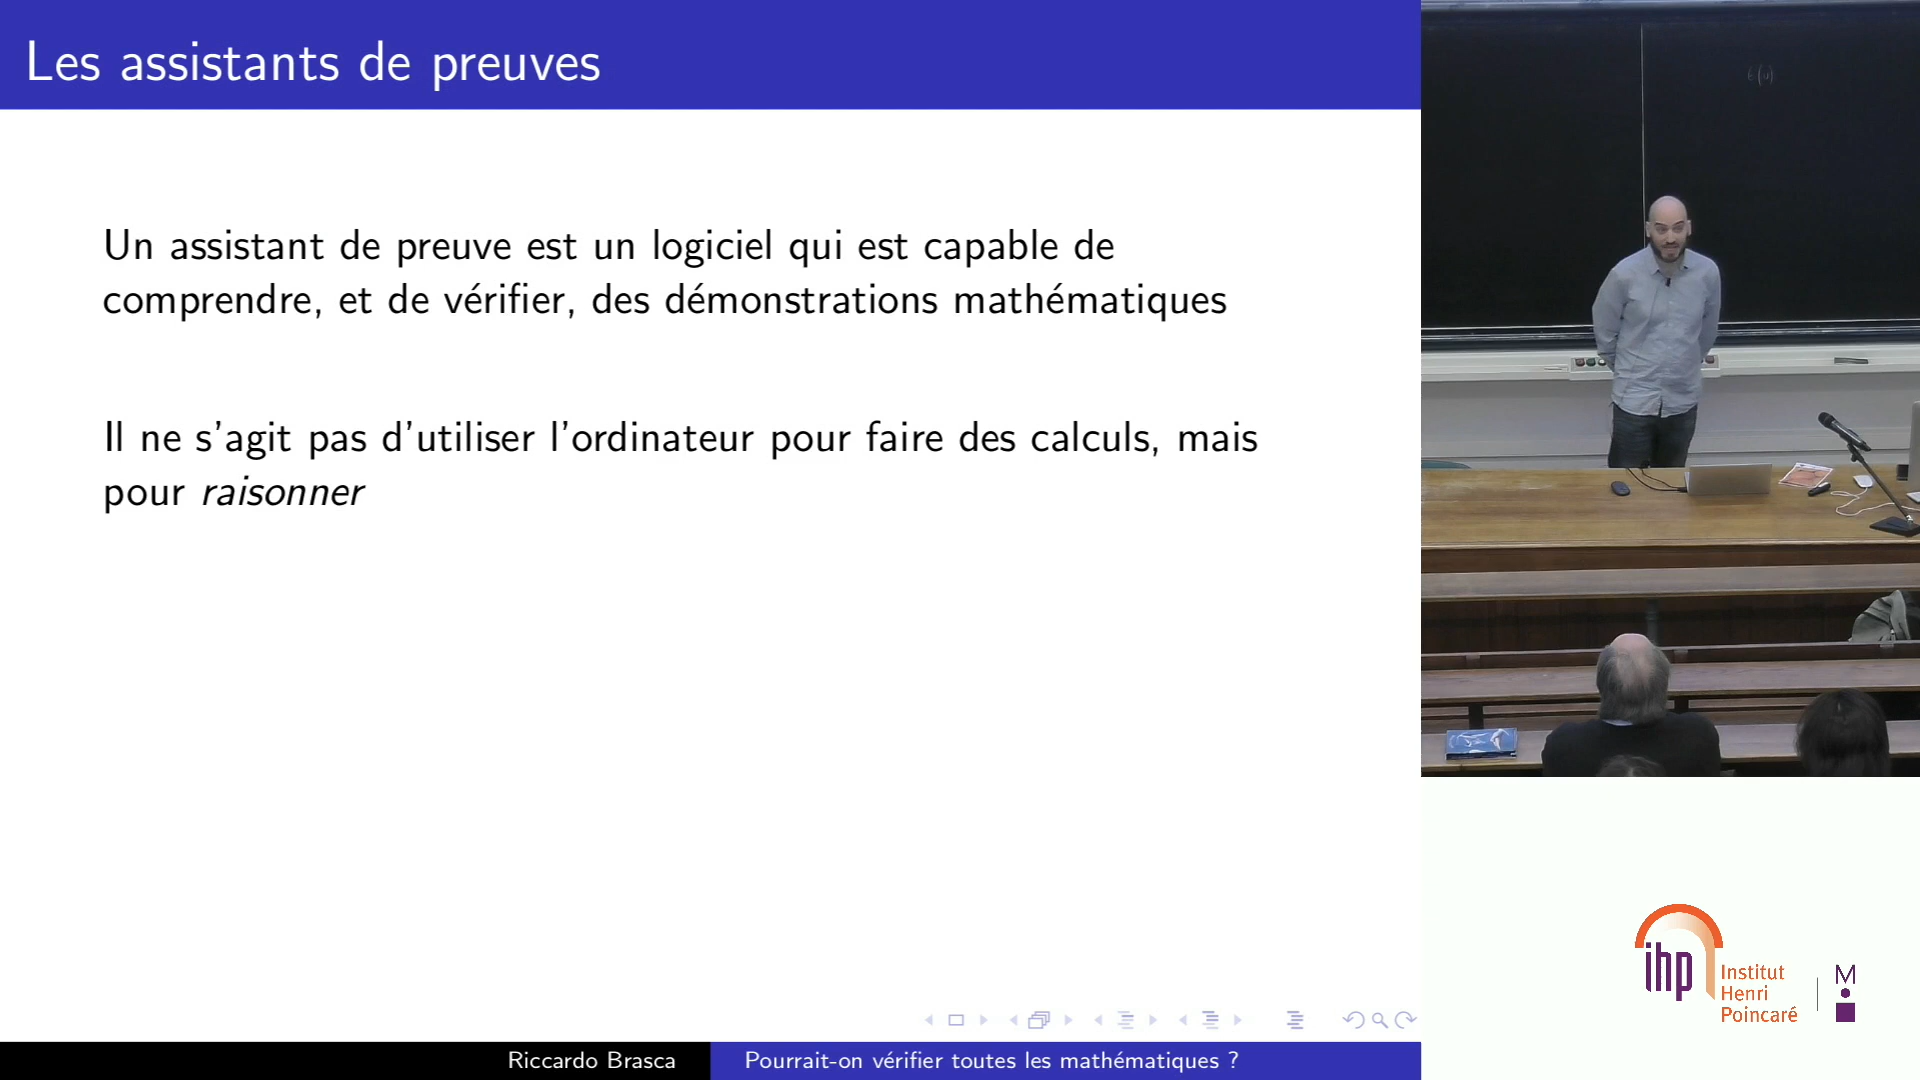 Les assistants de preuves
Un assistant de preuve est un logiciel qui est capable de
comprendre, et de vérifier, des démonstrations mathématiques
Il ne s'agit pas d'utiliser l'ordinateur pour faire des calculs, mais
pour raisonner
Riccardo Brasca
Pourrait-on vérifier toutes les mathématiques ?
ihp
Institut
Henri
Poincaré
M